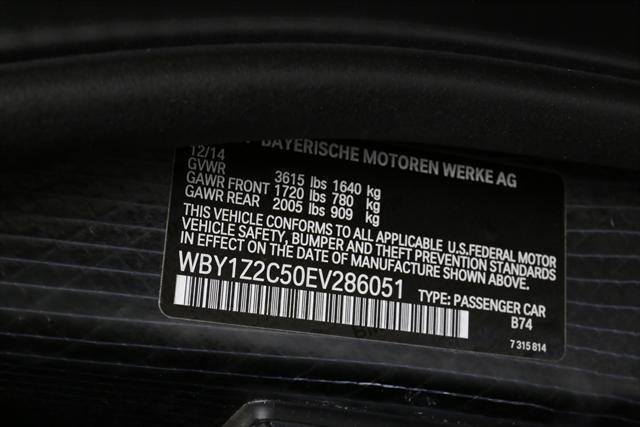 BAYERISCHE MOTOREN WERKE AG
12/14
GVWR 3615 lbs 1640 kg
GAWR FRONT 1720 lbs 780 kg
GAWR REAR 2005 lbs 909 kg
THIS VEHICLE CONFORMS TO ALL APPLICABLE U.S.FEDERAL MOTOR
VEHICLE SAFETY, BUMPER AND THEFT PREVENTION STANDARDS
IN EFFECT ON THE DATE OF MANUFACTURE SHOWN ABOVE.
WBY1Z2C50EV286051 TYPE: PASSENGER CAR
B74
7 315 814